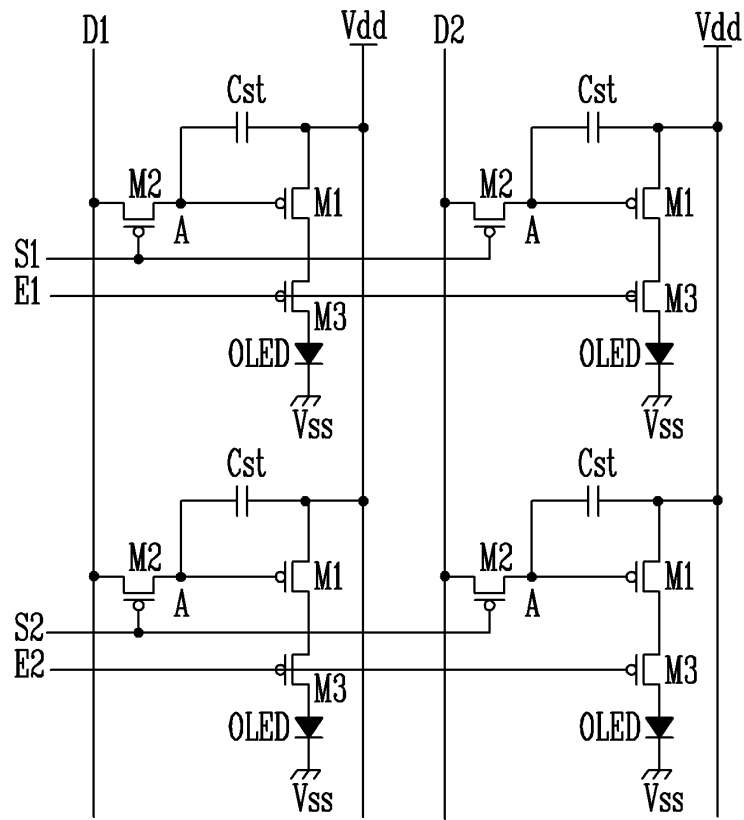 D1 Vdd D2 Vdd
Cst Cst
M2 M1 M2 M1
A A
S1
E1
M3 M3
OLED OLED
Vss Vss
Cst Cst
M2 M1 M2 M1
A A
S2
E2
M3 M3
OLED OLED
Vss Vss